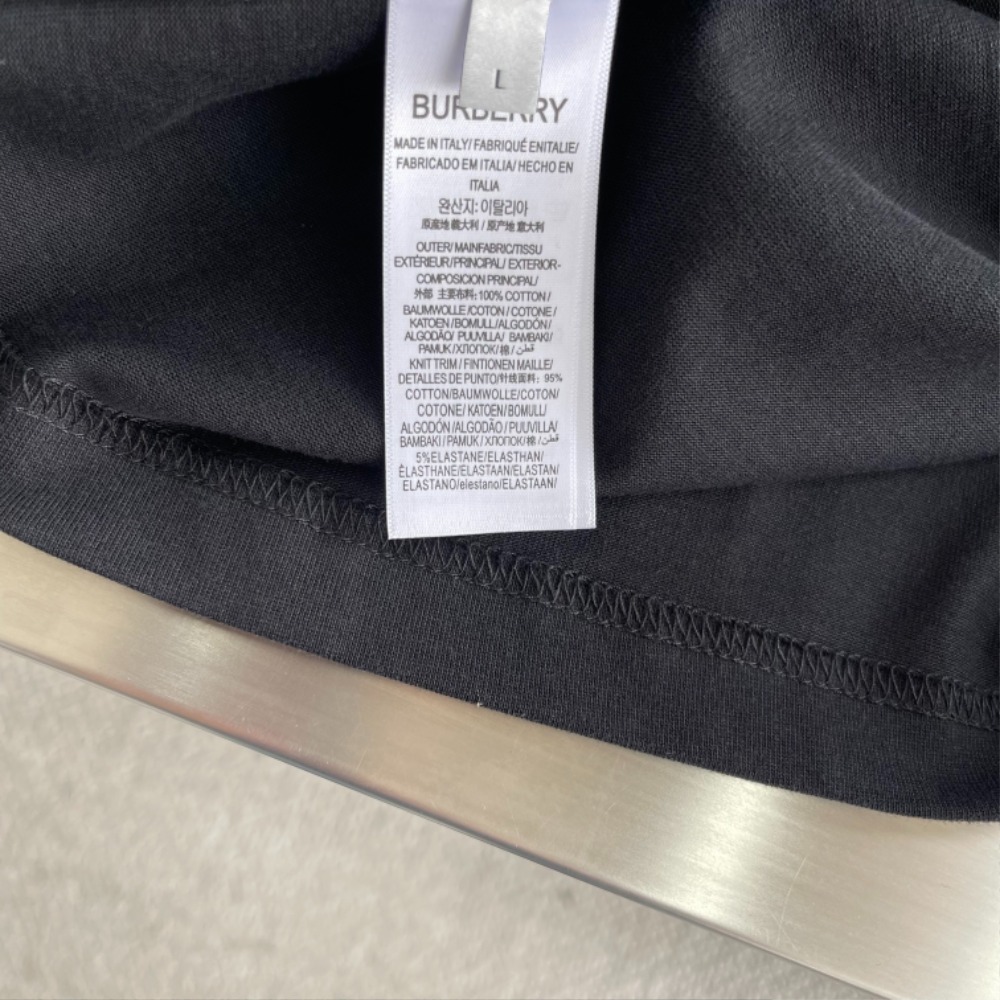 L
BURBERRY
MADE IN ITALY/ FABRIQUÉ ENITALIE/
FABRICADO EM ITALIA/ HECHO EN
ITALIA
완산지: 이탈리아
原産地義大利 / 原产地意大利
OUTER/ MAINFABRIC/TISSU
EXTÉRIEUR/PRINCIPAL/ EXTERIOR-
COMPOSICION PRINCIPAL/
外部 主要布料: 100% COTTON /
BAUMWOLLE /COTON / COTONE /
KATOEN / BOMULL/ ALGODÓN/
ALGODÃO/ PUUVILLA/ BAMBAKI/
PAMUK / ХЛОПОК/ 棉 / قطن
KNIT TRIM / FINTIONEN MAILLE/
DETALLES DE PUNTO/针线面料: 95%
COTTON/BAUMWOLLE/COTON/
COTONE/ KATOEN/ BOMULL/
ALGODÓN /ALGODÃO / PUUVILLA/
BAMBAKI / PAMUK / ХЛОПОК/棉 /قطن
5%ELASTANE/ELASTHAN/
ÉLASTHANE/ELASTAAN/ELASTAN/
ELASTANO/elestano/ELASTAAN/